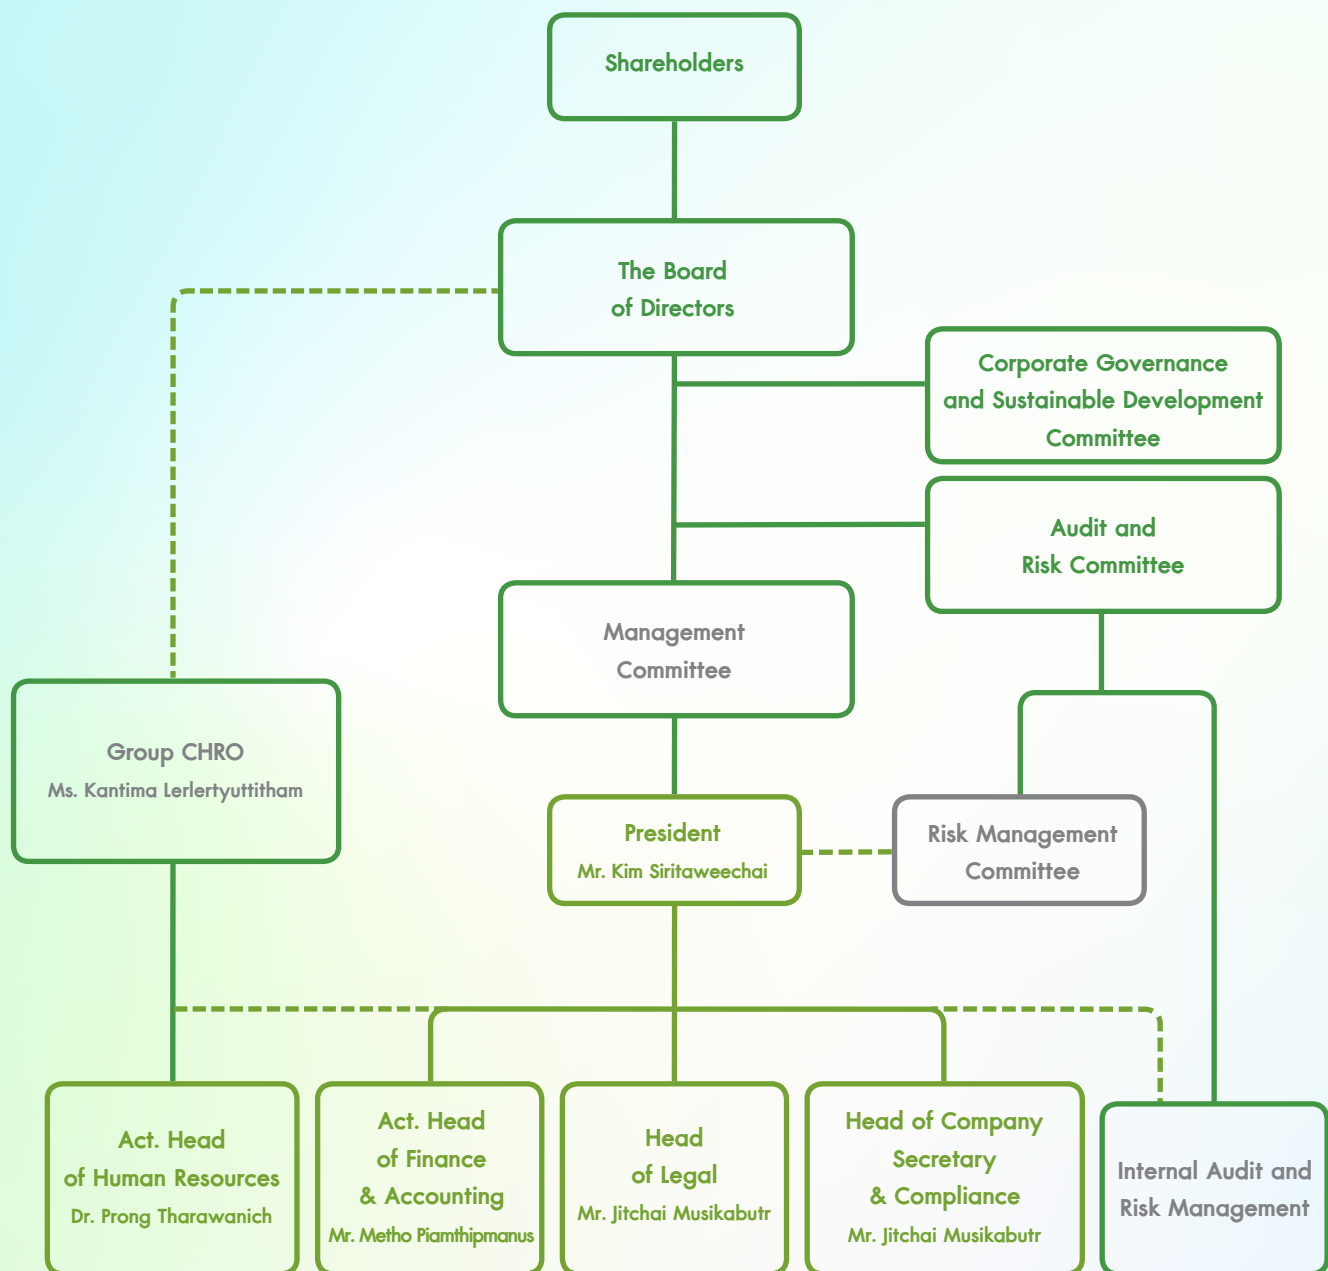 Shareholders
The Board
of Directors
Corporate Governance
and Sustainable Development
Committee
Audit and
Risk Committee
Management
Committee
Group CHRO
Ms. Kantima Lerlertyuttitham
President
Mr. Kim Siritaweechai
Risk Management
Committee
Act. Head
of Human Resources
Dr. Prong Tharawanich
Act. Head
of Finance
& Accounting
Mr. Metho Piamthipmanus
Head
of Legal
Mr. Jitchai Musikabutr
Head of Company
Secretary
& Compliance
Mr. Jitchai Musikabutr
Internal Audit and
Risk Management